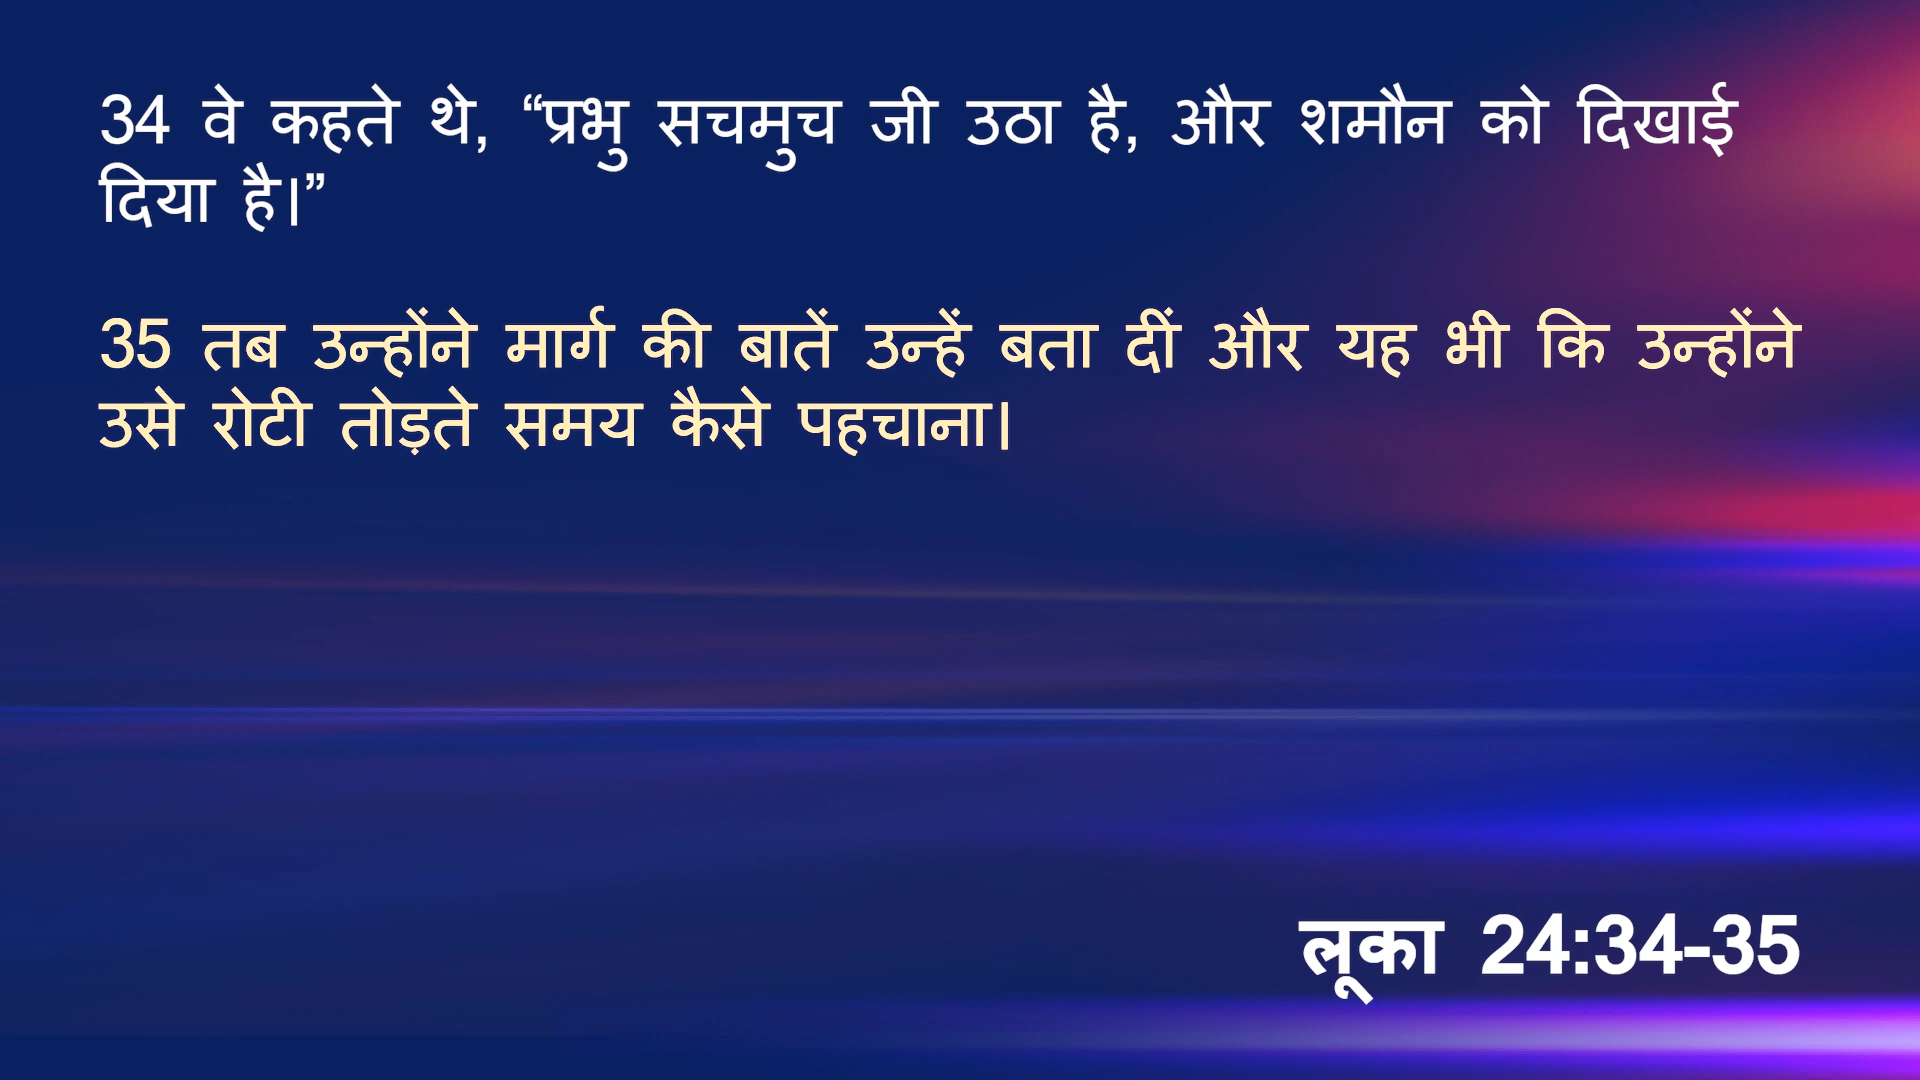 34 वे कहते थे, “प्रभु सचमुच जी उठा है, और शमौन को दिखाई
दिया है।”
35 तब उन्होंने मार्ग की बातें उन्हें बता दीं और यह भी कि उन्होंने
उसे रोटी तोड़ते समय कैसे पहचाना।
लूका 24:34-35